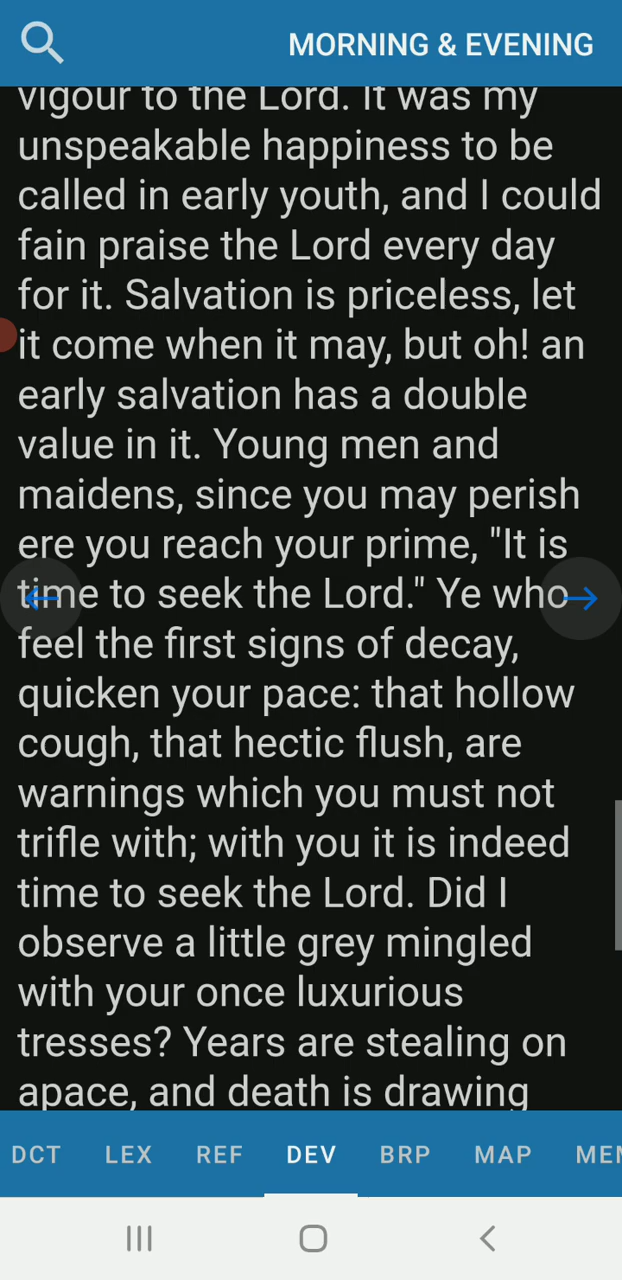 MORNING & EVENING
vigour to the Lord. It was my
unspeakable happiness to be
called in early youth, and I could
fain praise the Lord every day
for it. Salvation is priceless, let
it come when it may, but oh! an
early salvation has a double
value in it. Young men and
maidens, since you may perish
ere you reach your prime, "It is
time to seek the Lord." Ye who
feel the first signs of decay,
quicken your pace: that hollow
cough, that hectic flush, are
warnings which you must not
trifle with; with you it is indeed
time to seek the Lord. Did I
observe a little grey mingled
with your once luxurious
tresses? Years are stealing on
apace, and death is drawing
DCT LEX REF DEV BRP MAP